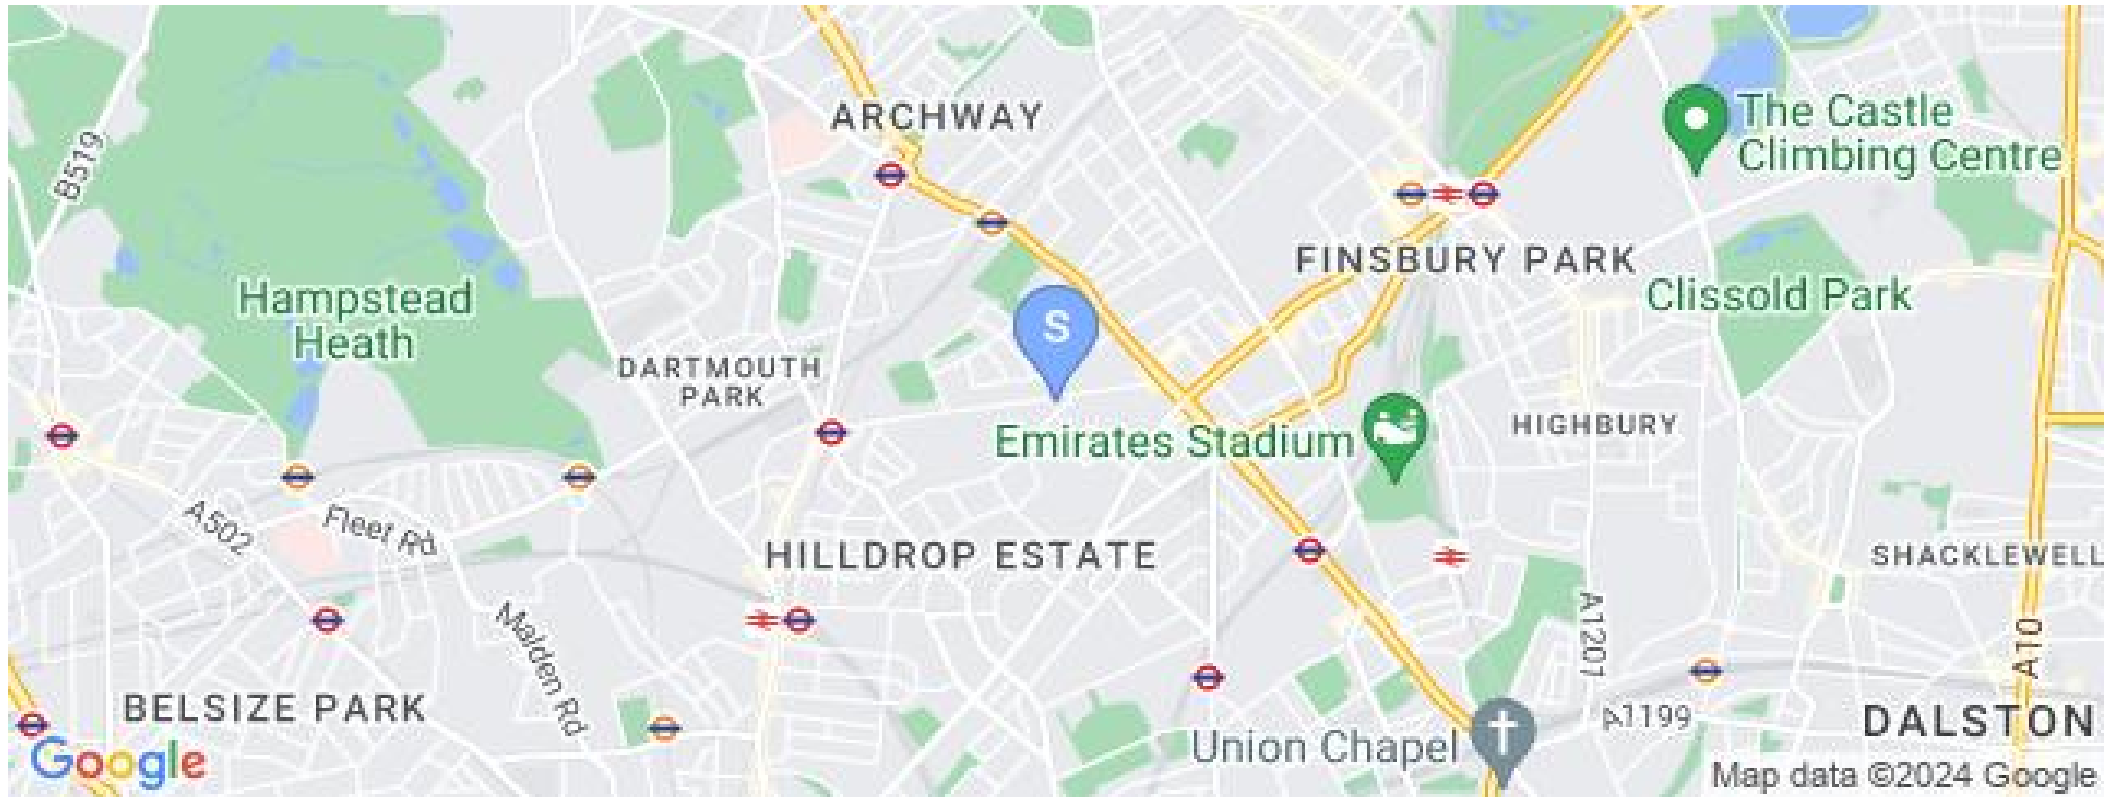 ARCHWAY
The Castle
Climbing Centre
B519
FINSBURY PARK
Hampstead
Heath
Clissold Park
S
DARTMOUTH
PARK
HIGHBURY
Emirates Stadium
A502
Fleet Rd
HILLDROP ESTATE
SHACKLEWELL
Malden Rd
A1201
A10
BELSIZE PARK
A1199
DALSTON
Union Chapel
Google
Map data ©2024 Google